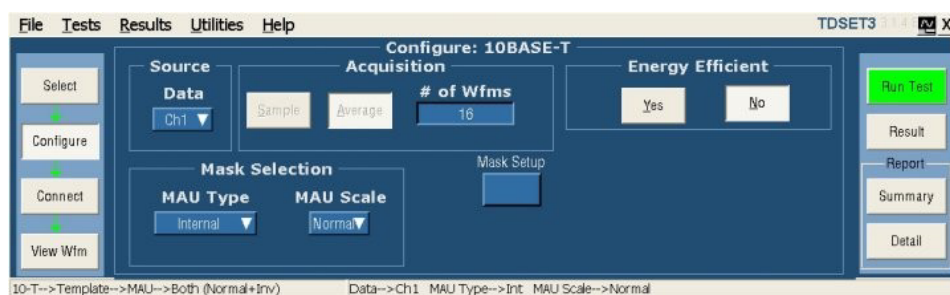 File Tests Results Utilities Help TDSET3 X
Configure: 10BASE-T
Source Acquisition Energy Efficient
Select Data # of Wfms Run Test
Ch1 Sample Average 16 Yes No
Configure Result
Mask Selection Mask Setup Report
Connect MAU Type MAU Scale Summary
Internal Normal
View Wfm Detail
10-T-->Template-->MAU-->Both (Normal+Inv) Data-->Ch1 MAU Type-->Int MAU Scale-->Normal